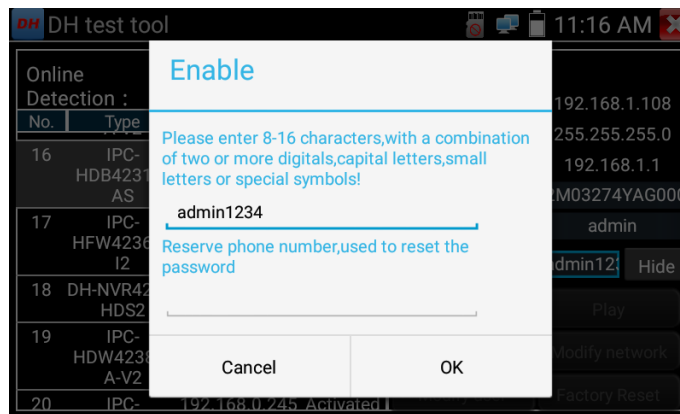 DH DH test tool 11:16 AM
Online
Detection :
No. Type
16 IPC-
HDB4231
AS
17 IPC-
HFW4236
I2
18 DH-NVR42
HDS2
19 IPC-
HDW4238
A-V2
20 IPC- 192.168.0.245 Activated
Enable
Please enter 8-16 characters,with a combination
of two or more digitals,capital letters,small
letters or special symbols!
admin1234
Reserve phone number,used to reset the
password
Cancel OK
192.168.1.108
255.255.255.0
192.168.1.1
2M03274YAG00
admin
admin12 Hide
Play
Modify network
Factory Reset